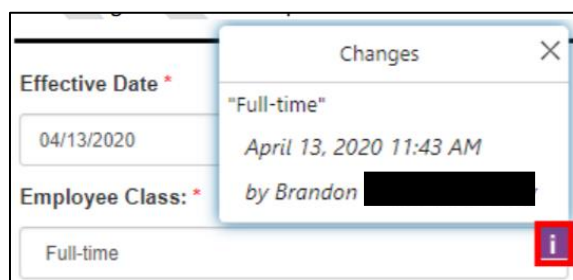 Changes
Effective Date *
"Full-time"
04/13/2020
April 13, 2020 11:43 AM
by Brandon
Employee Class: *
Full-time
i